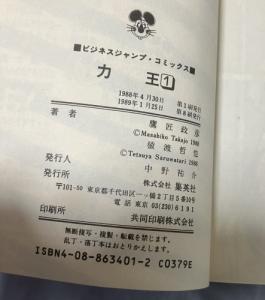 ■ビジネスジャンプ・コミックス■
力 王 1
1988年4月30日 第1刷発行
1989年1月25日 第8刷発行
著者 鷹匠政彦
©Masahiko Takajo 1988
猿渡哲也
©Tetsuya Saruwatari 1988
発行人 中野祐介
発行所 株式会社 集英社
〒101-50 東京都千代田区一ツ橋2丁目5番10号
電話 東京 03(230)6191
印刷所 共同印刷株式会社
無断複写・複製・転載を禁じます。
乱丁・落丁本はおとりかえします。
ISBN4-08-863401-2 C0379E